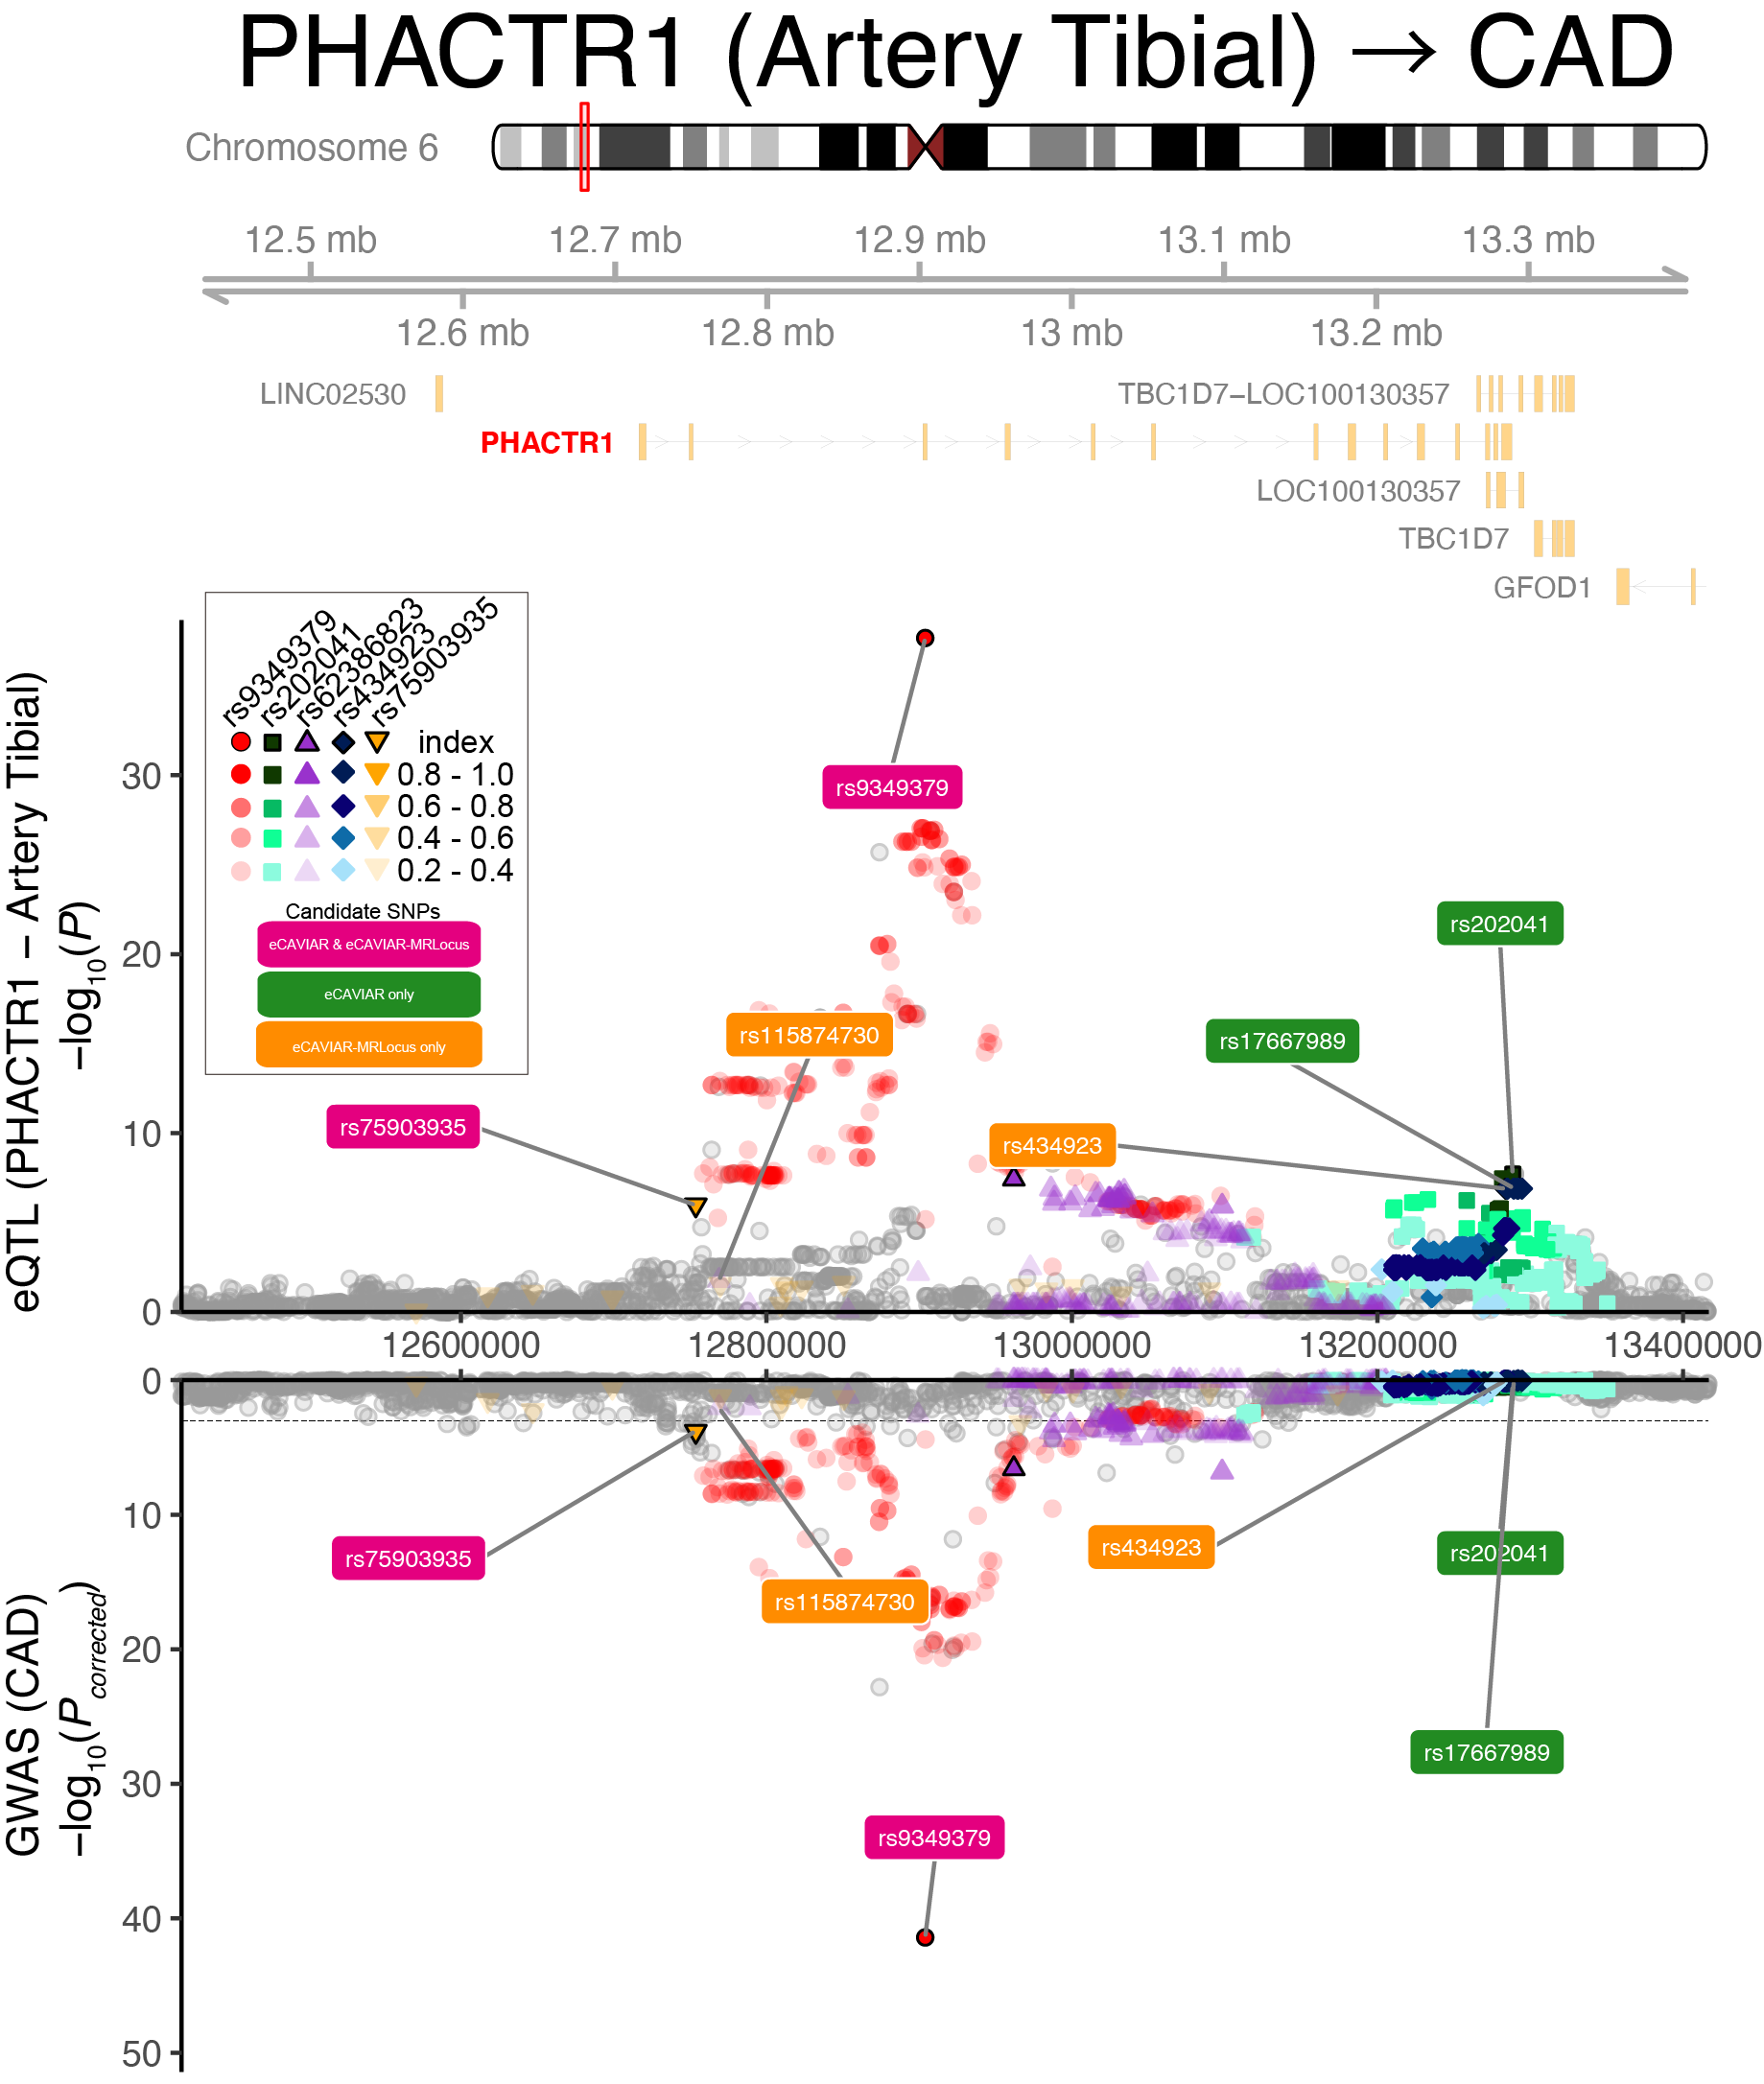 PHACTR1 (Artery Tibial) → CAD
Chromosome 6
12.5 mb 12.7 mb 12.9 mb 13.1 mb 13.3 mb
12.6 mb 12.8 mb 13 mb 13.2 mb
LINC02530
TBC1D7−LOC100130357
PHACTR1
LOC100130357
TBC1D7
GFOD1
rs9349379
rs202041
rs62386823
rs434923
rs75903935
index
0.8 - 1.0
0.6 - 0.8
0.4 - 0.6
0.2 - 0.4
Candidate SNPs
eCAVIAR & eCAVIAR-MRLocus
eCAVIAR only
eCAVIAR-MRLocus only
eQTL (PHACTR1 − Artery Tibial)
−log10(P)
30
20
10
0
rs9349379
rs202041
rs115874730
rs17667989
rs75903935
rs434923
12600000 12800000 13000000 13200000 13400000
GWAS (CAD)
−log10(P corrected)
0
10
20
30
40
50
rs75903935
rs434923
rs202041
rs115874730
rs17667989
rs9349379